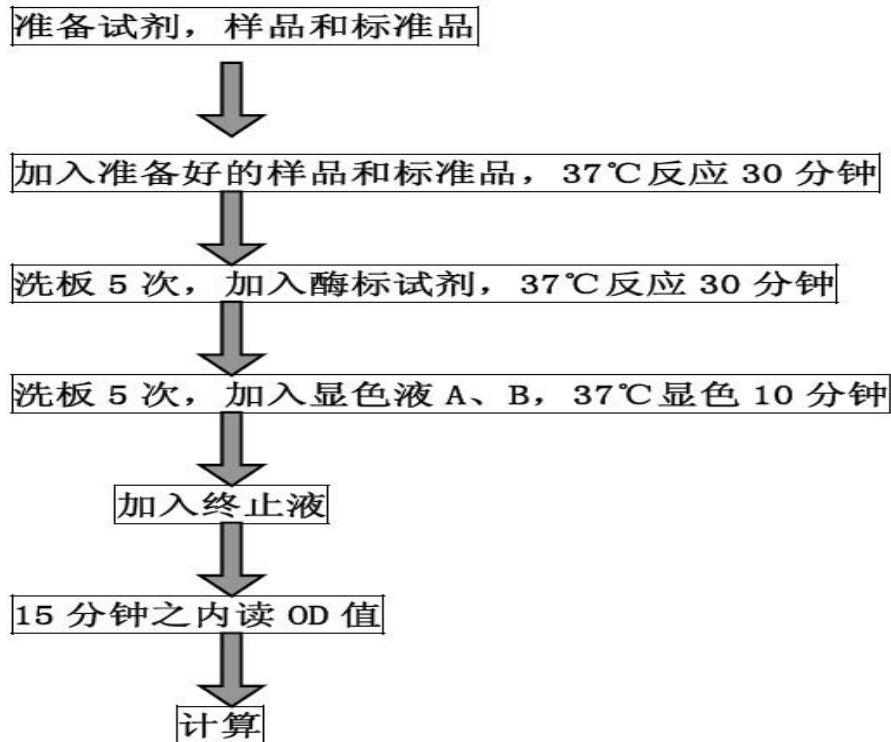 准备试剂，样品和标准品
加入准备好的样品和标准品，37℃反应 30 分钟
洗板 5 次，加入酶标试剂，37℃反应 30 分钟
洗板 5 次，加入显色液 A、B，37℃显色 10 分钟
加入终止液
15 分钟之内读 OD 值
计算